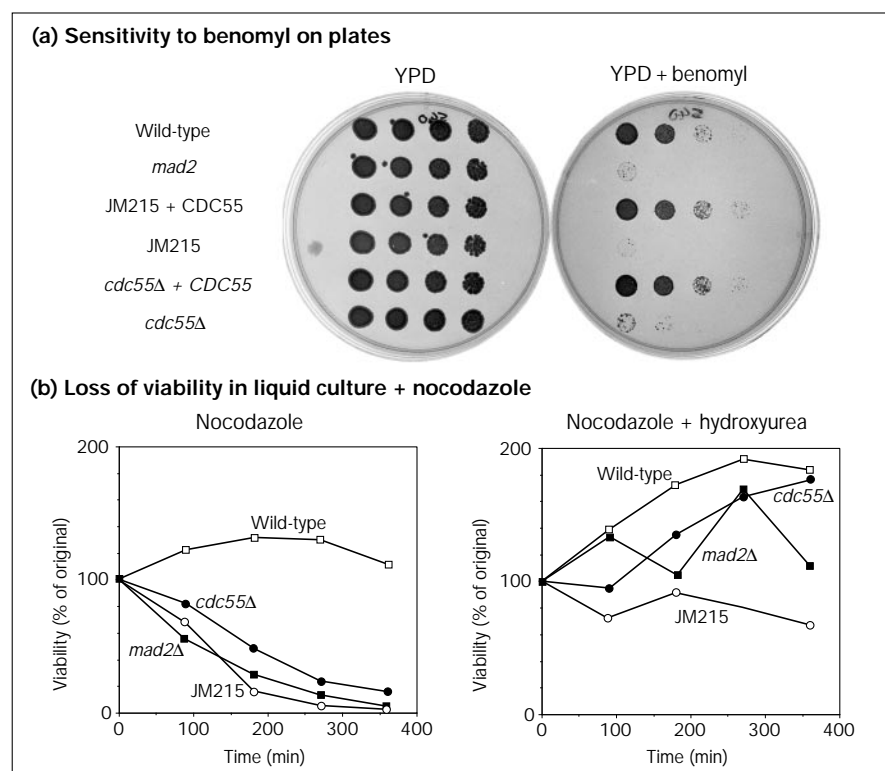 (a) Sensitivity to benomyl on plates
YPD
YPD + benomyl
Wild-type
mad2
JM215 + CDC55
JM215
cdc55Δ + CDC55
cdc55Δ
(b) Loss of viability in liquid culture + nocodazole
Nocodazole
Viability (% of original)
200
100
0
Wild-type
cdc55Δ
mad2Δ
JM215
0 100 200 300 400
Time (min)
Nocodazole + hydroxyurea
Viability (% of original)
200
100
0
Wild-type
cdc55Δ
mad2Δ
JM215
0 100 200 300 400
Time (min)